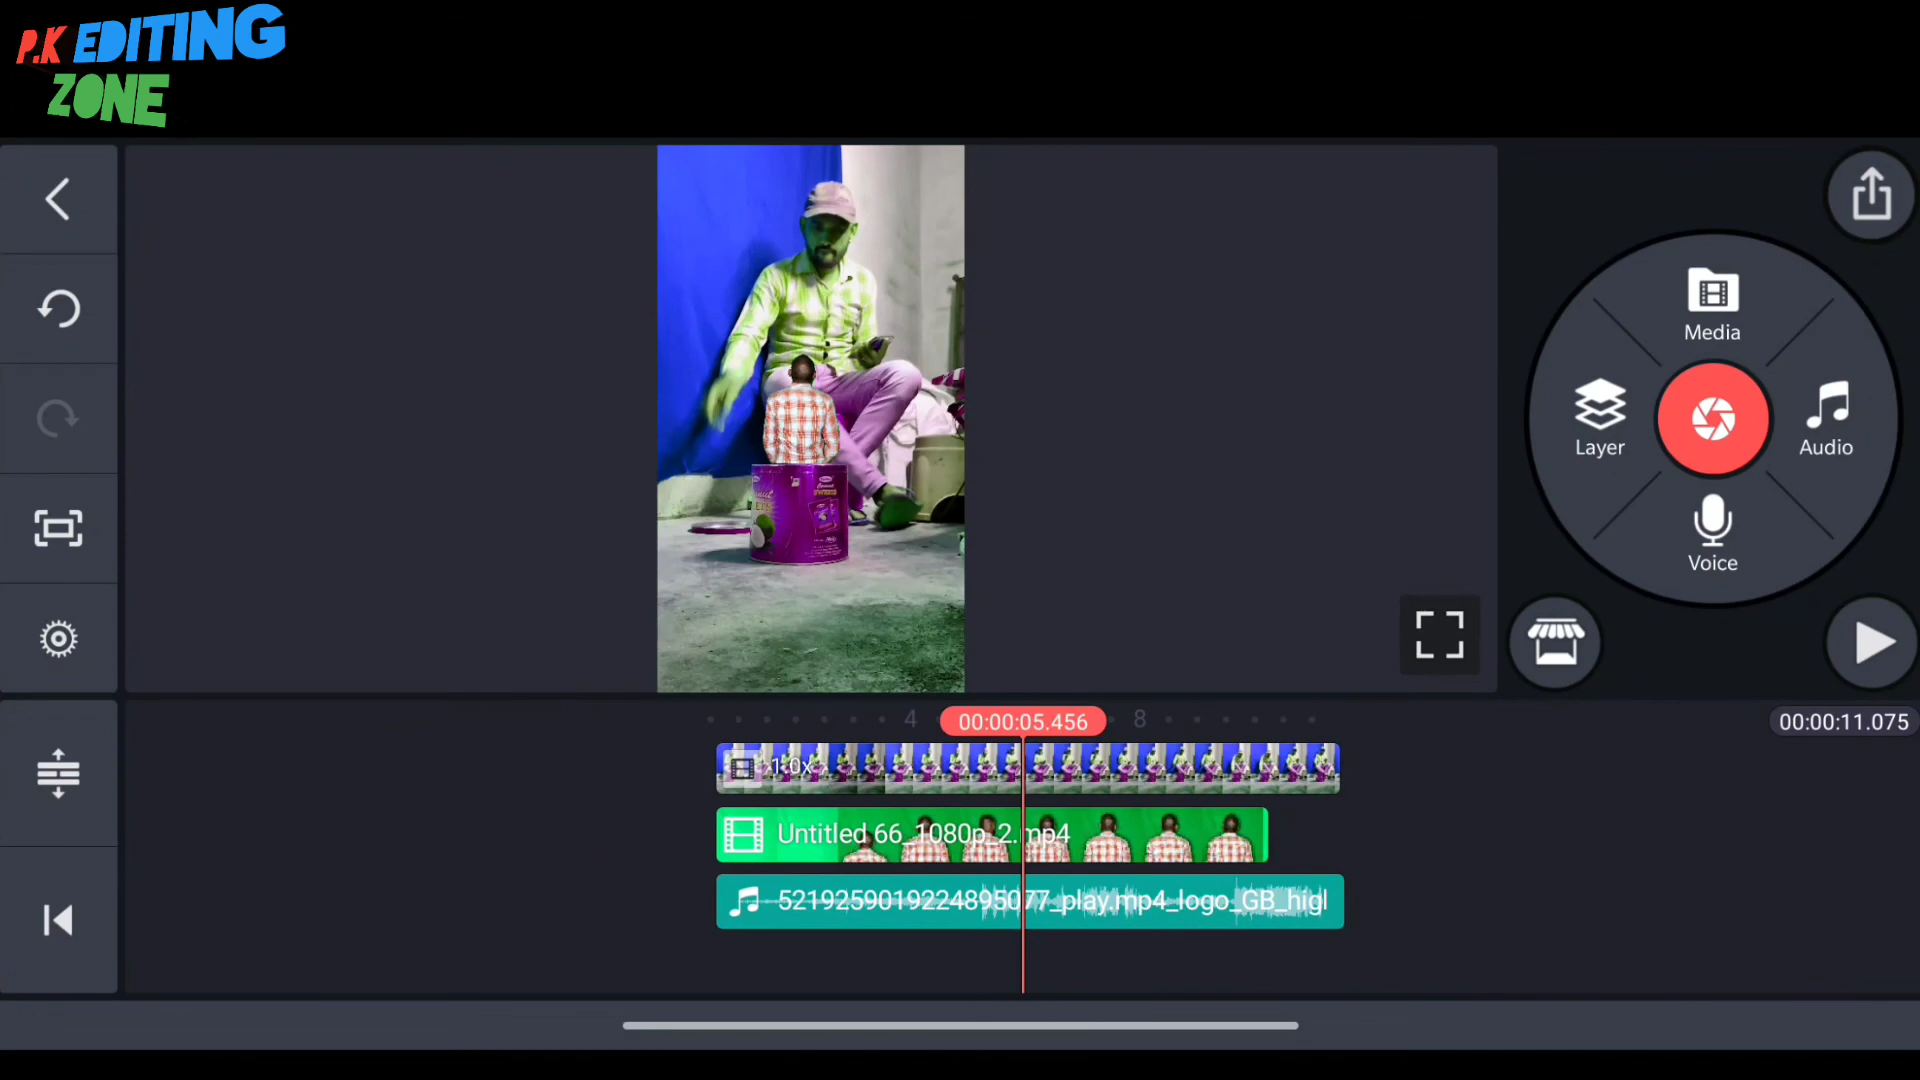 P.K EDITING
ZONE
Media
Layer
Audio
Voice
4
00:00:05.456
8
00:00:11.075
1.0x
Untitled 66_1080p_2.mp4
5219259019224895077_play.mp4_logo_GB_higl